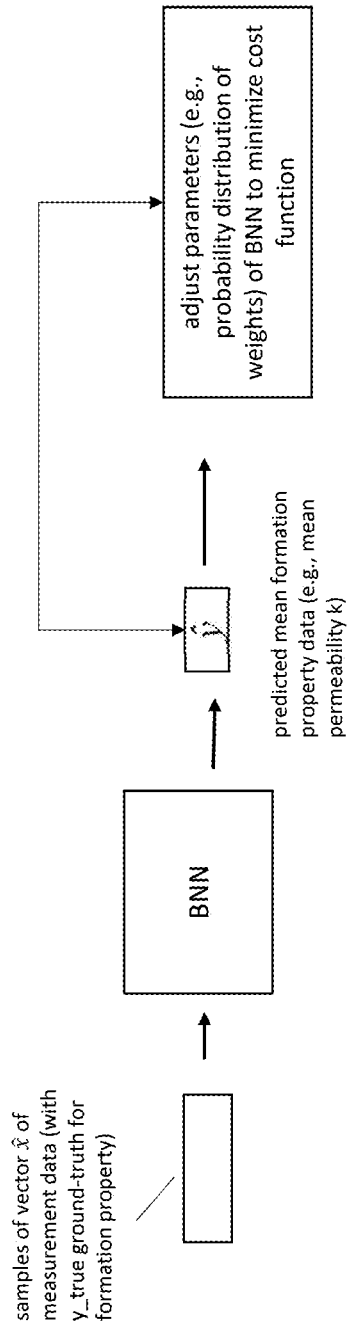 samples of vector x̂ of
measurement data (with
y_true ground-truth for
formation property)
BNN
ŷ
predicted mean formation
property data (e.g., mean
permeability k)
adjust parameters (e.g.,
probability distribution of
weights) of BNN to minimize cost
function